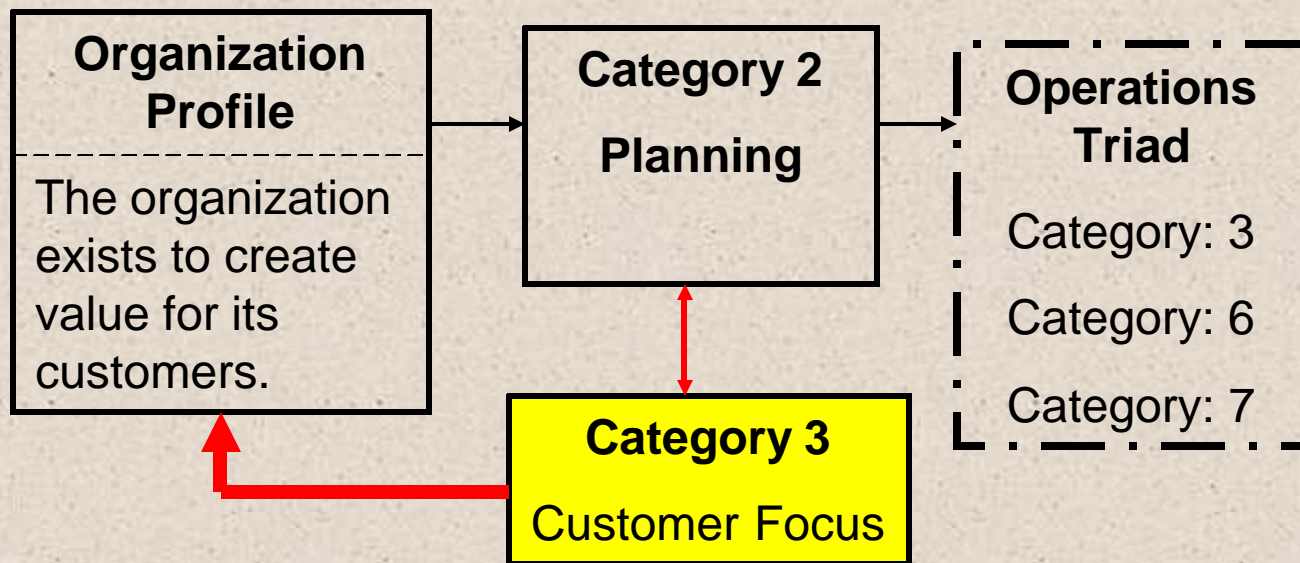 Organization
Profile
The organization
exists to create
value for its
customers.
Category 2
Planning
Operations
Triad
Category: 3
Category: 6
Category: 7
Category 3
Customer Focus